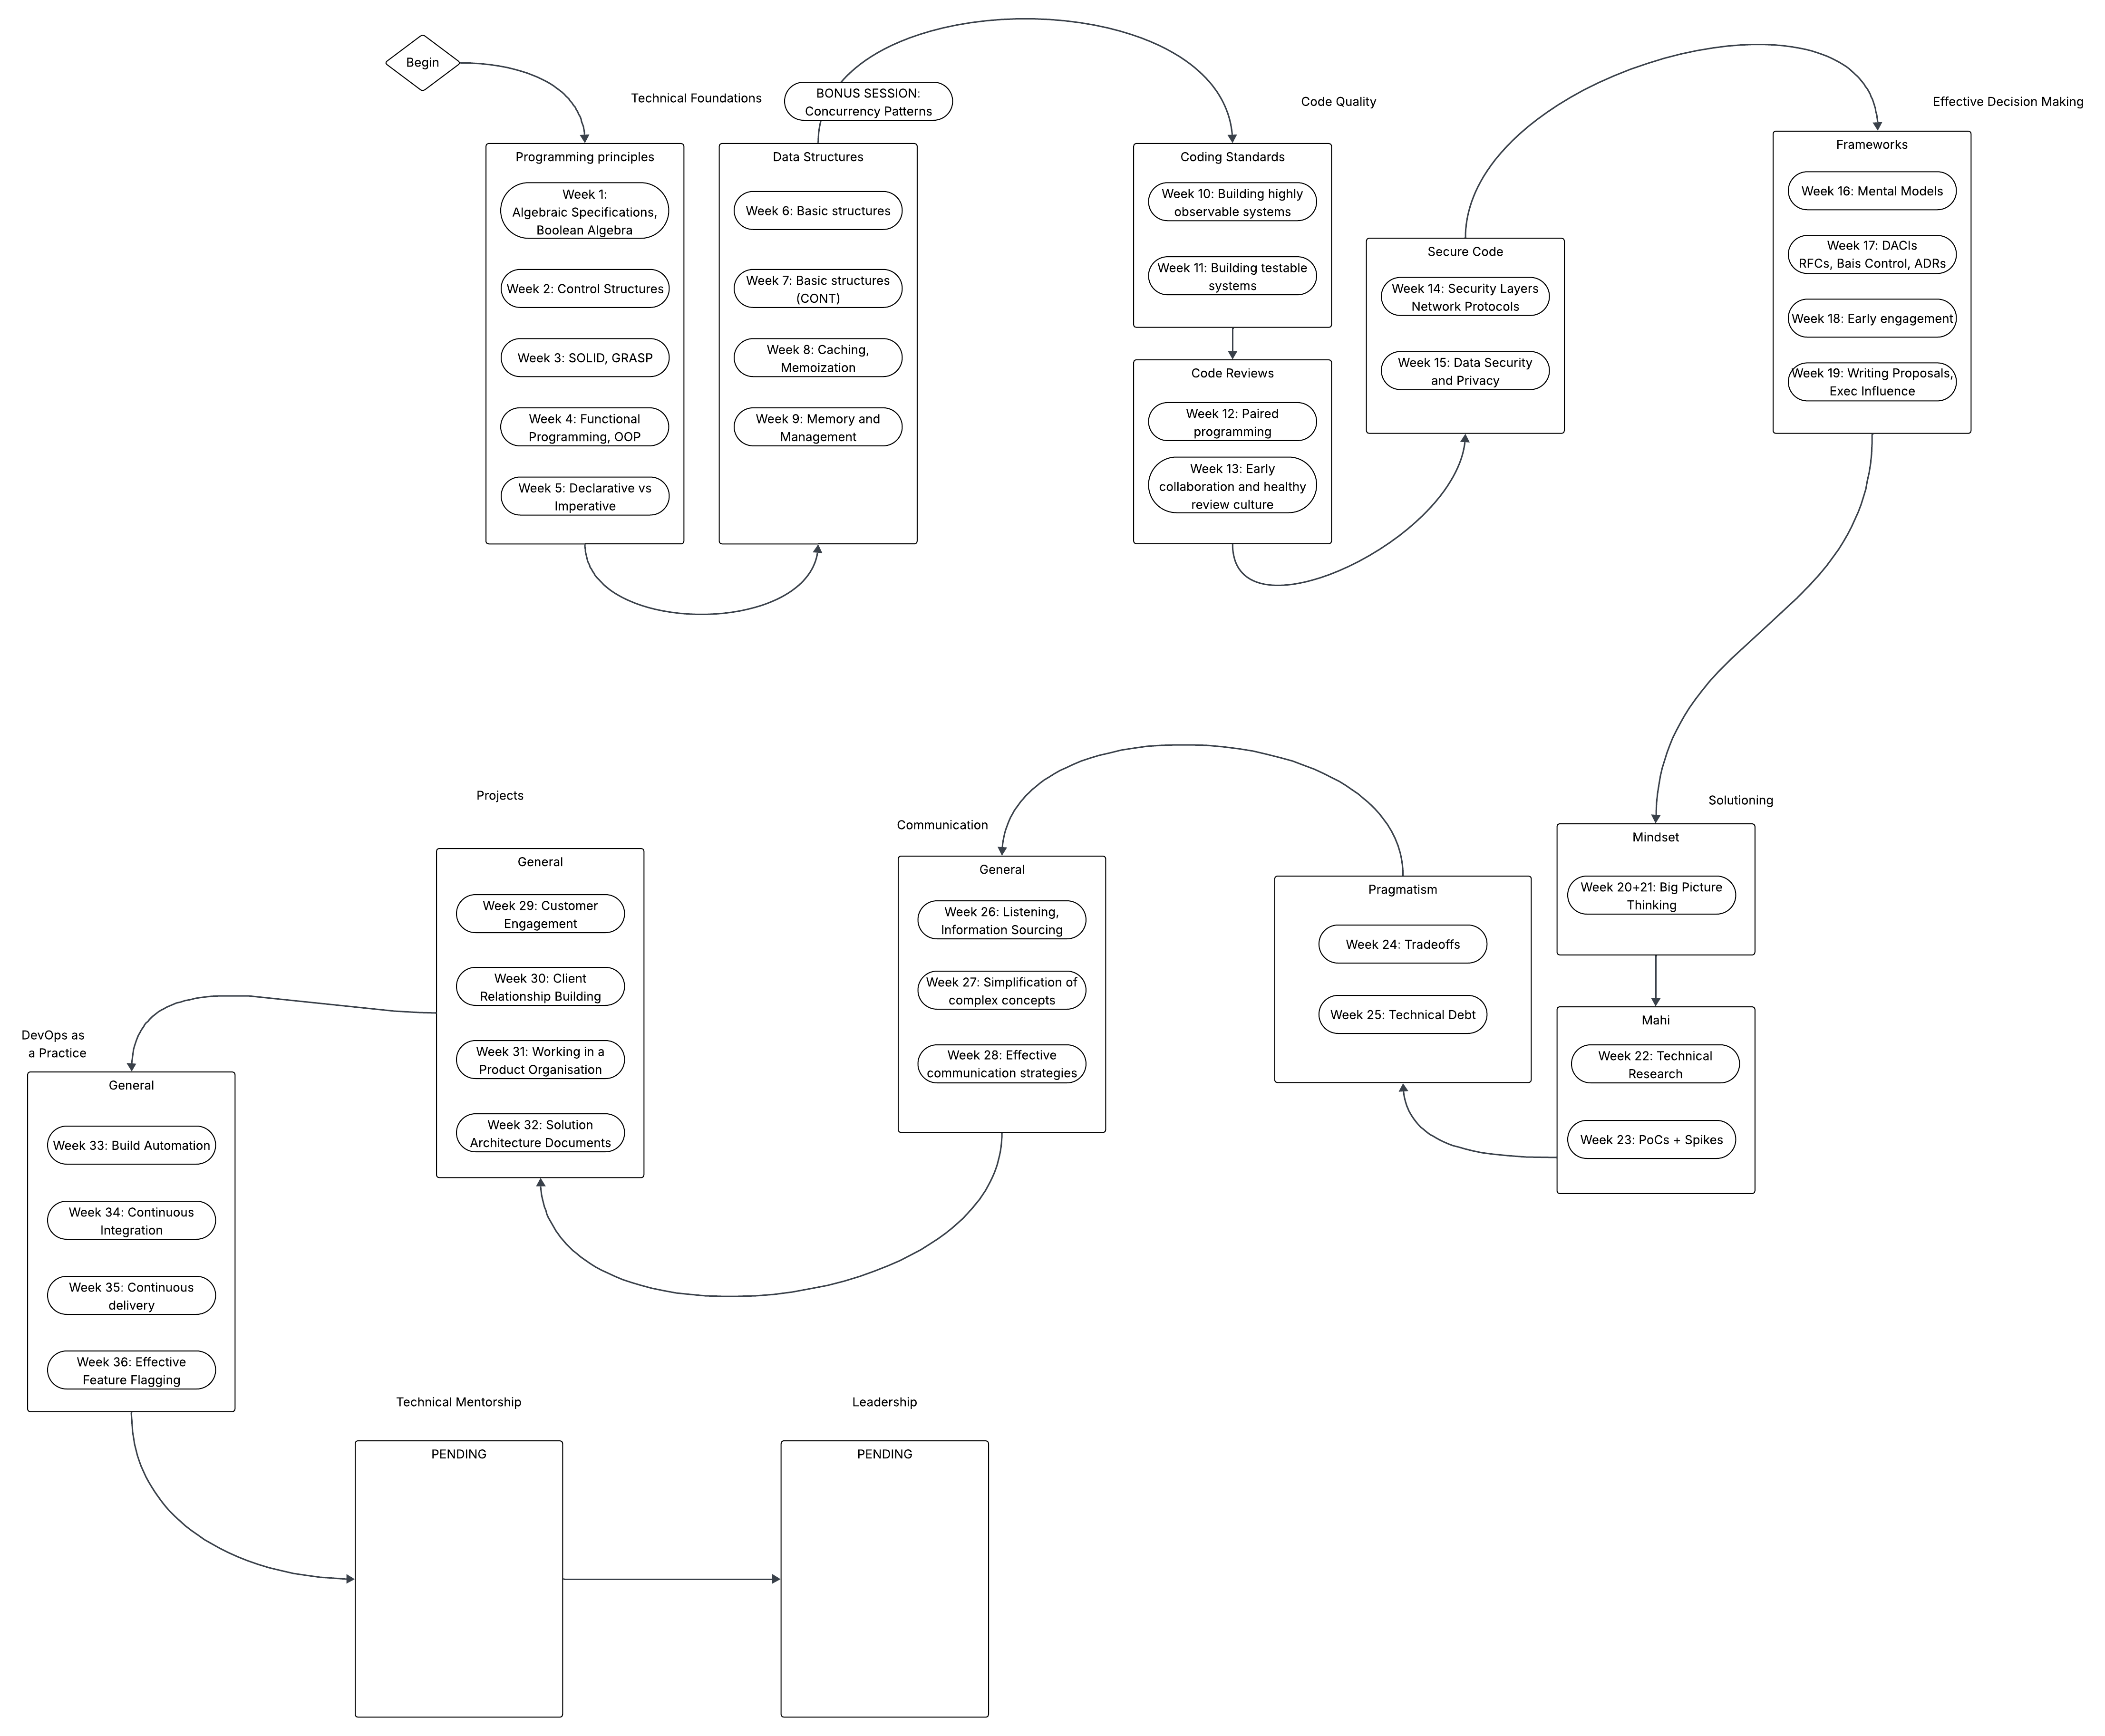 Begin
Technical Foundations
Programming principles
Week 1:
Algebraic Specifications,
Boolean Algebra
Week 2: Control Structures
Week 3: SOLID, GRASP
Week 4: Functional
Programming, OOP
Week 5: Declarative vs
Imperative
Data Structures
Week 6: Basic structures
Week 7: Basic structures
(CONT)
Week 8: Caching,
Memoization
Week 9: Memory and
Management
BONUS SESSION:
Concurrency Patterns
Code Quality
Coding Standards
Week 10: Building highly
observable systems
Week 11: Building testable
systems
Code Reviews
Week 12: Paired
programming
Week 13: Early
collaboration and healthy
review culture
Secure Code
Week 14: Security Layers
Network Protocols
Week 15: Data Security
and Privacy
Effective Decision Making
Frameworks
Week 16: Mental Models
Week 17: DACIs
RFCs, Bais Control, ADRs
Week 18: Early engagement
Week 19: Writing Proposals,
Exec Influence
Solutioning
Mindset
Week 20+21: Big Picture
Thinking
Mahi
Week 22: Technical
Research
Week 23: PoCs + Spikes
Pragmatism
Week 24: Tradeoffs
Week 25: Technical Debt
Communication
General
Week 26: Listening,
Information Sourcing
Week 27: Simplification of
complex concepts
Week 28: Effective
communication strategies
Projects
General
Week 29: Customer
Engagement
Week 30: Client
Relationship Building
Week 31: Working in a
Product Organisation
Week 32: Solution
Architecture Documents
DevOps as
a Practice
General
Week 33: Build Automation
Week 34: Continuous
Integration
Week 35: Continuous
delivery
Week 36: Effective
Feature Flagging
Technical Mentorship
PENDING
Leadership
PENDING